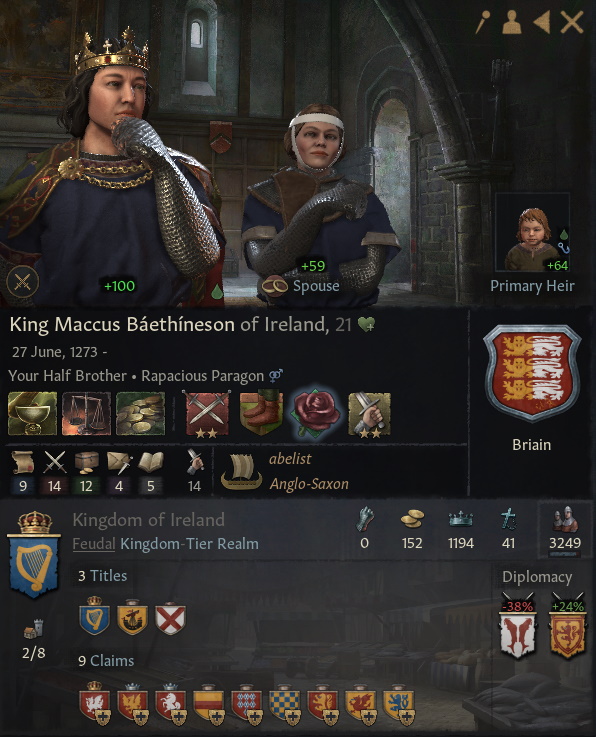 +100
+59
Spouse
+64
Primary Heir
King Maccus Báethíneson of Ireland, 21
27 June, 1273 -
Your Half Brother • Rapacious Paragon
Briain
9 14 12 4 5 14
abelist
Anglo-Saxon
Kingdom of Ireland
Feudal Kingdom-Tier Realm
0 152 1194 41 3249
3 Titles
Diplomacy
-38% +24%
2/8
9 Claims